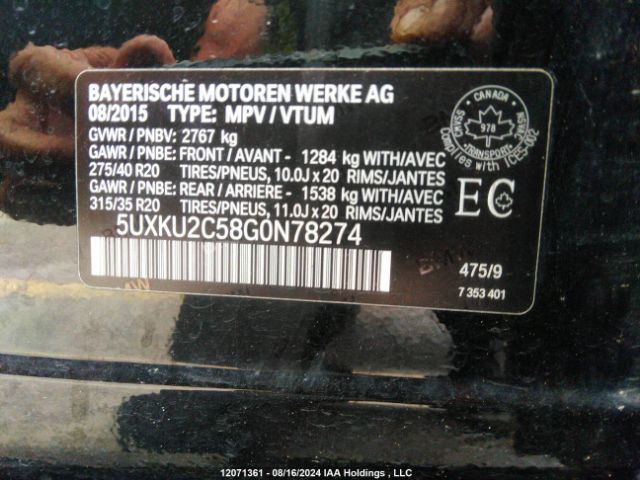 BAYERISCHE MOTOREN WERKE AG
08/2015 TYPE: MPV / VTUM
GVWR / PNBV: 2767 kg
GAWR / PNBE: FRONT / AVANT - 1284 kg WITH/AVEC
275/40 R20 TIRES/PNEUS, 10.0J x 20 RIMS/JANTES
GAWR / PNBE: REAR / ARRIERE - 1538 kg WITH/AVEC
315/35 R20 TIRES/PNEUS, 11.0J x 20 RIMS/JANTES
5UXKU2C58G0N78274
CANADA
978
TRANSPORT
CMVSS NSVAC
Complies with ICES-002
EC
475/9
7 353 401
12071361 - 08/16/2024 IAA Holdings , LLC